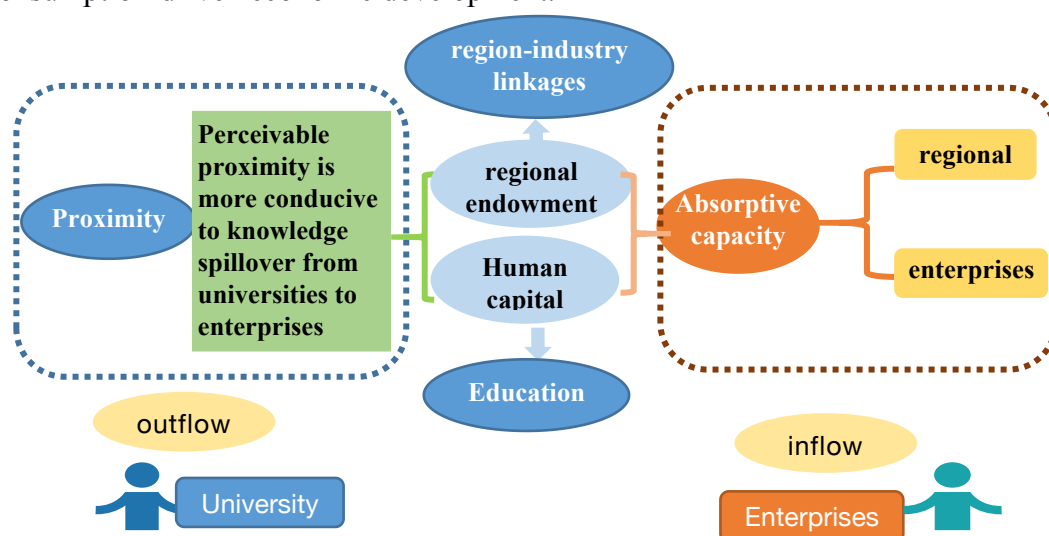 region-industry
linkages
Perceivable
proximity is
more conducive
to knowledge
spillover from
universities to
enterprises
Proximity
regional
endowment
Human
capital
Absorptive
capacity
regional
enterprises
Education
outflow
inflow
University
Enterprises